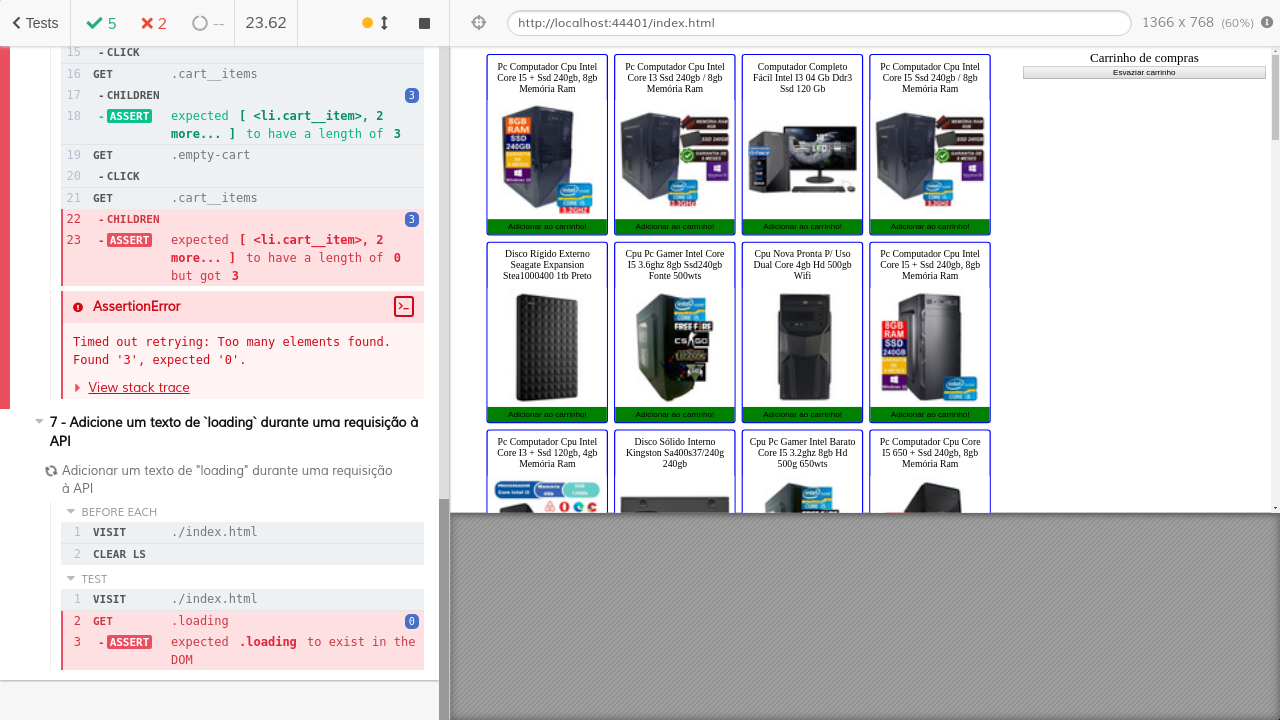 Tests
5
2
--
23.62
http://localhost:44401/index.html
1366 x 768 (60%)
15 - CLICK
16 GET .cart__items
17 - CHILDREN 3
18 - ASSERT expected [ <li.cart__item>, 2
more... ] to have a length of 3
19 GET .empty-cart
20 - CLICK
21 GET .cart__items
22 - CHILDREN 3
23 - ASSERT expected [ <li.cart__item>, 2
more... ] to have a length of 0
but got 3
AssertionError
Timed out retrying: Too many elements found.
Found '3', expected '0'.
View stack trace
7 - Adicione um texto de `loading` durante uma requisição à
API
Adicionar um texto de "loading" durante uma requisição
à API
BEFORE EACH
1 VISIT ./index.html
2 CLEAR LS
TEST
1 VISIT ./index.html
2 GET .loading 0
3 - ASSERT expected .loading to exist in the
DOM
Pc Computador Cpu Intel
Core I5 + Ssd 240gb, 8gb
Memória Ram
8GB
RAM
SSD
240GB
Adicionar ao carrinho!
Pc Computador Cpu Intel
Core I3 Ssd 240gb / 8gb
Memória Ram
Adicionar ao carrinho!
Computador Completo
Fácil Intel I3 04 Gb Ddr3
Ssd 120 Gb
Adicionar ao carrinho!
Pc Computador Cpu Intel
Core I5 Ssd 240gb / 8gb
Memória Ram
Adicionar ao carrinho!
Carrinho de compras
Esvaziar carrinho
Disco Rígido Externo
Seagate Expansion
Stea1000400 1tb Preto
Adicionar ao carrinho!
Cpu Pc Gamer Intel Core
I5 3.6ghz 8gb Ssd240gb
Fonte 500wts
FREE FIRE
CS:GO
Adicionar ao carrinho!
Cpu Nova Pronta P/ Uso
Dual Core 4gb Hd 500gb
Wifi
Adicionar ao carrinho!
Pc Computador Cpu Intel
Core I5 + Ssd 240gb, 8gb
Memória Ram
8GB
RAM
SSD
240GB
Adicionar ao carrinho!
Pc Computador Cpu Intel
Core I3 + Ssd 120gb, 4gb
Memória Ram
Disco Sólido Interno
Kingston Sa400s37/240g
240gb
Cpu Pc Gamer Intel Barato
Core I5 3.2ghz 8gb Hd
500g 650wts
Pc Computador Cpu Core
I5 650 + Ssd 240gb, 8gb
Memória Ram